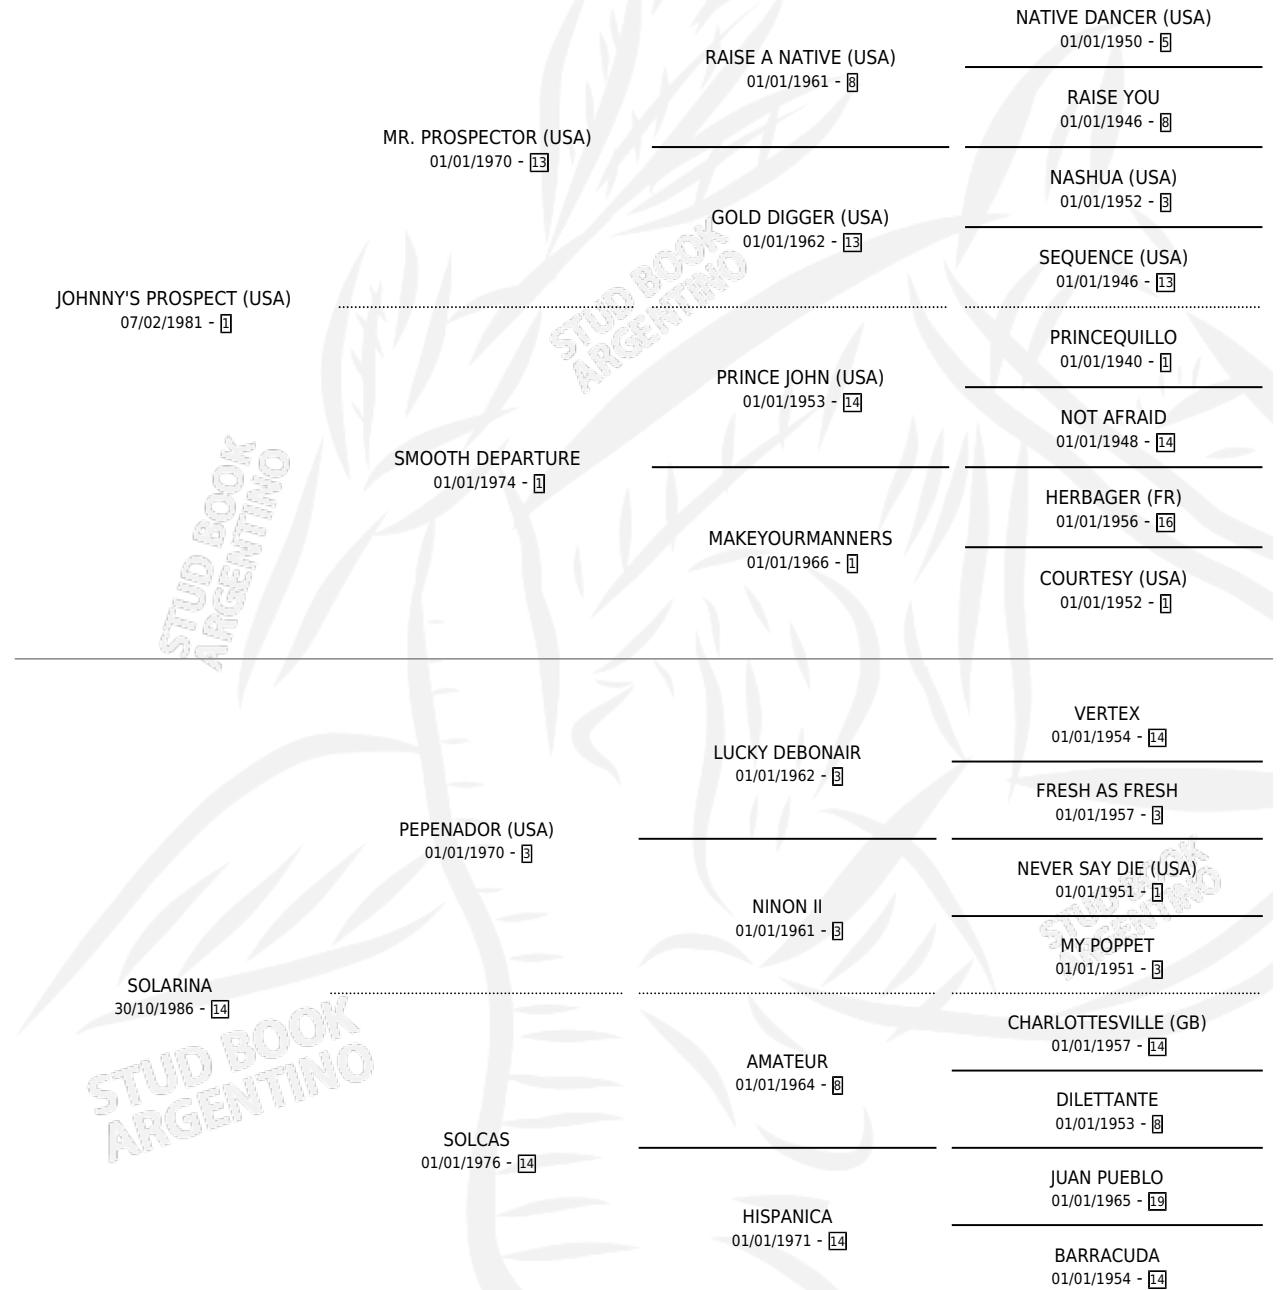 NATIVE DANCER (USA)
01/01/1950 - 5
RAISE A NATIVE (USA)
01/01/1961 - 8
RAISE YOU
01/01/1946 - 8
MR. PROSPECTOR (USA)
01/01/1970 - 13
NASHUA (USA)
01/01/1952 - 3
GOLD DIGGER (USA)
01/01/1962 - 13
SEQUENCE (USA)
01/01/1946 - 13
JOHNNY'S PROSPECT (USA)
07/02/1981 - 1
PRINCEQUILLO
01/01/1940 - 1
PRINCE JOHN (USA)
01/01/1953 - 14
NOT AFRAID
01/01/1948 - 14
SMOOTH DEPARTURE
01/01/1974 - 1
HERBAGER (FR)
01/01/1956 - 16
MAKEYOURMANNERS
01/01/1966 - 1
COURTESY (USA)
01/01/1952 - 1
VERTEX
01/01/1954 - 14
LUCKY DEBONAIR
01/01/1962 - 3
FRESH AS FRESH
01/01/1957 - 3
PEPENADOR (USA)
01/01/1970 - 3
NEVER SAY DIE (USA)
01/01/1951 - 1
NINON II
01/01/1961 - 3
MY POPPET
01/01/1951 - 3
SOLARINA
30/10/1986 - 14
CHARLOTTESVILLE (GB)
01/01/1957 - 14
AMATEUR
01/01/1964 - 8
DILETTANTE
01/01/1953 - 8
SOLCAS
01/01/1976 - 14
JUAN PUEBLO
01/01/1965 - 19
HISPANICA
01/01/1971 - 14
BARRACUDA
01/01/1954 - 14
STUD BOOK
ARGENTINO
STUD BOOK
ARGENTINO
STUD BOOK
ARGENTINO
STUD BOOK
ARGENTINO